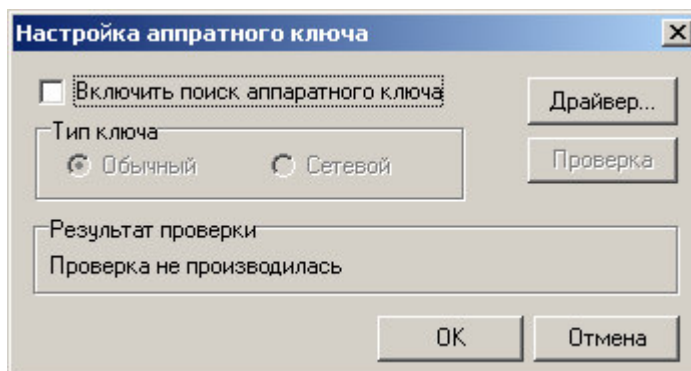 Настройка аппратного ключа
Включить поиск аппаратного ключа
Драйвер...
Тип ключа
Обычный Сетевой
Проверка
Результат проверки
Проверка не производилась
OK Отмена